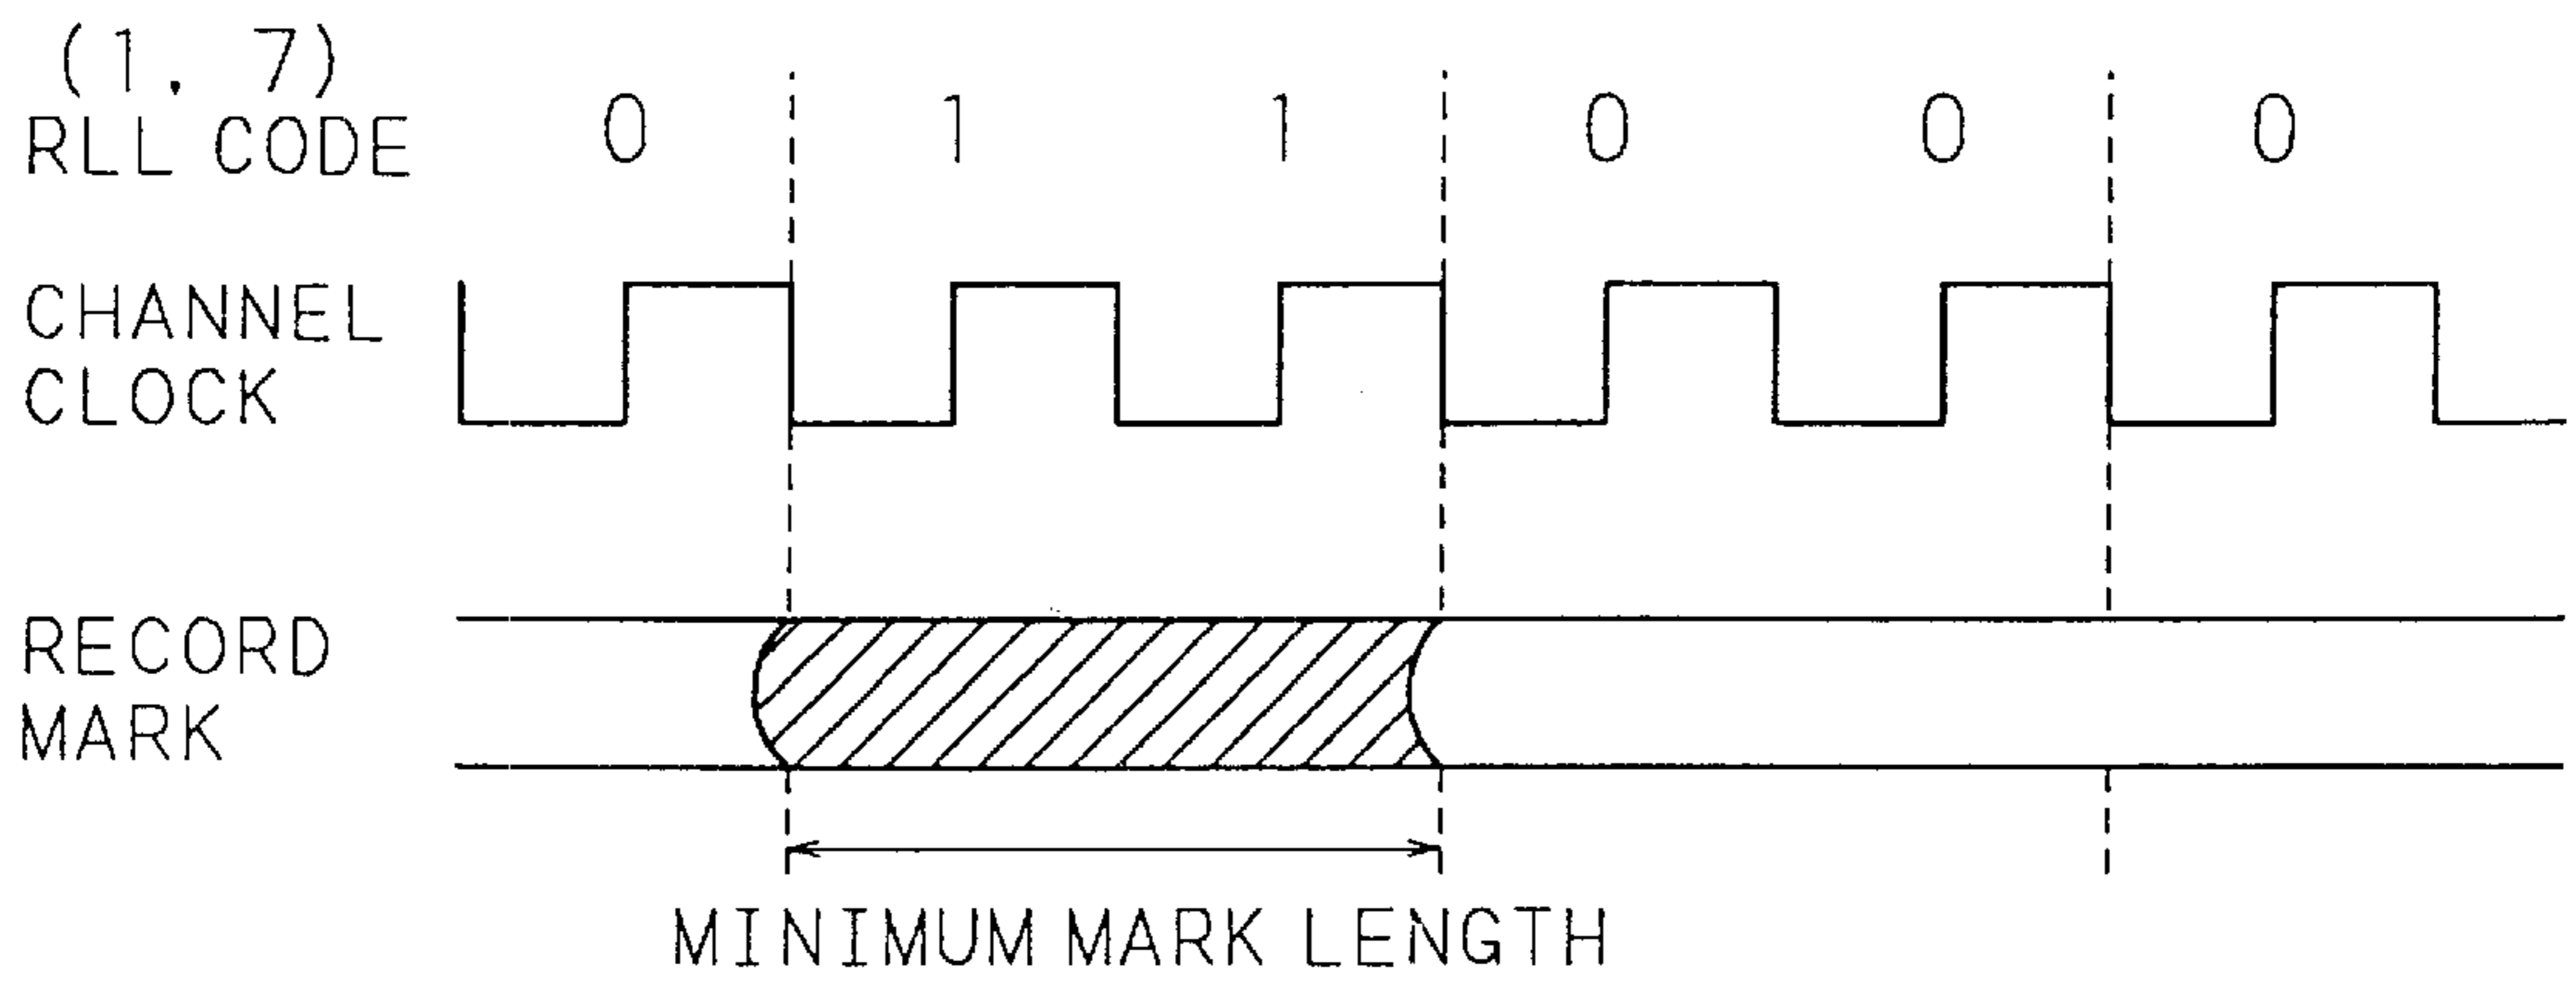 (1, 7)
RLL CODE 0 1 1 0 0 0
CHANNEL
CLOCK
RECORD
MARK
MINIMUM MARK LENGTH